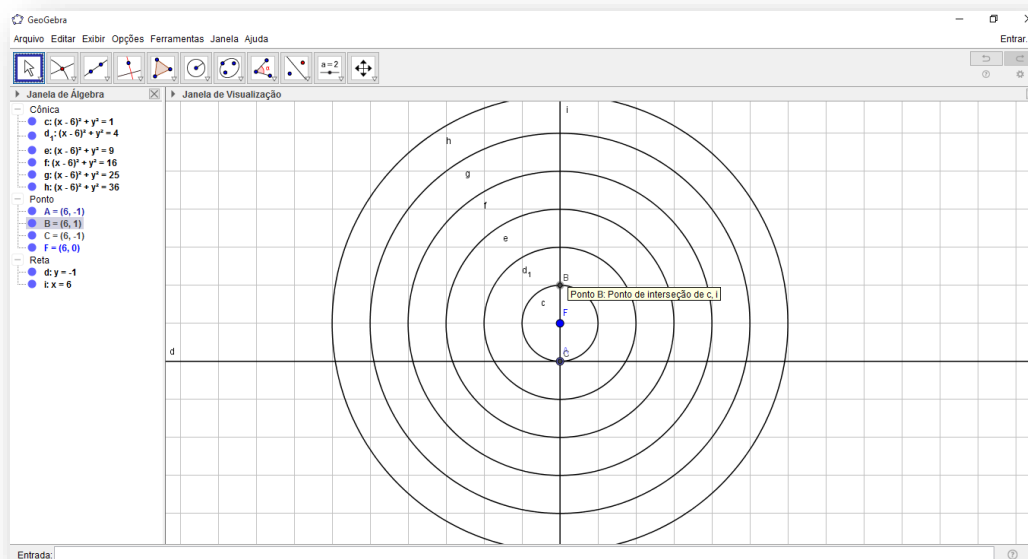 GeoGebra
Arquivo Editar Exibir Opções Ferramentas Janela Ajuda
Entrar...
a=2
Janela de Álgebra
Janela de Visualização
Cônica
c: (x - 6)² + y² = 1
d₁: (x - 6)² + y² = 4
e: (x - 6)² + y² = 9
f: (x - 6)² + y² = 16
g: (x - 6)² + y² = 25
h: (x - 6)² + y² = 36
Ponto
A = (6, -1)
B = (6, 1)
C = (6, -1)
F = (6, 0)
Reta
d: y = -1
i: x = 6
i
h
g
f
e
d₁
B
Ponto B: Ponto de interseção de c, i
c
F
A
C
d
Entrada: